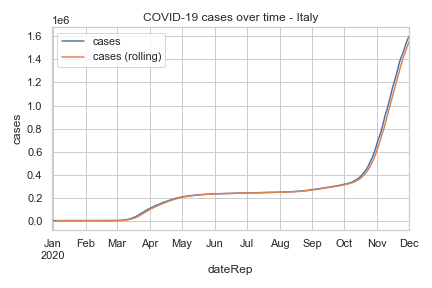 COVID-19 cases over time - Italy
1e6
cases
cases (rolling)
1.6
1.4
1.2
1.0
0.8
0.6
0.4
0.2
0.0
cases
Jan Feb Mar Apr May Jun Jul Aug Sep Oct Nov Dec
2020
dateRep